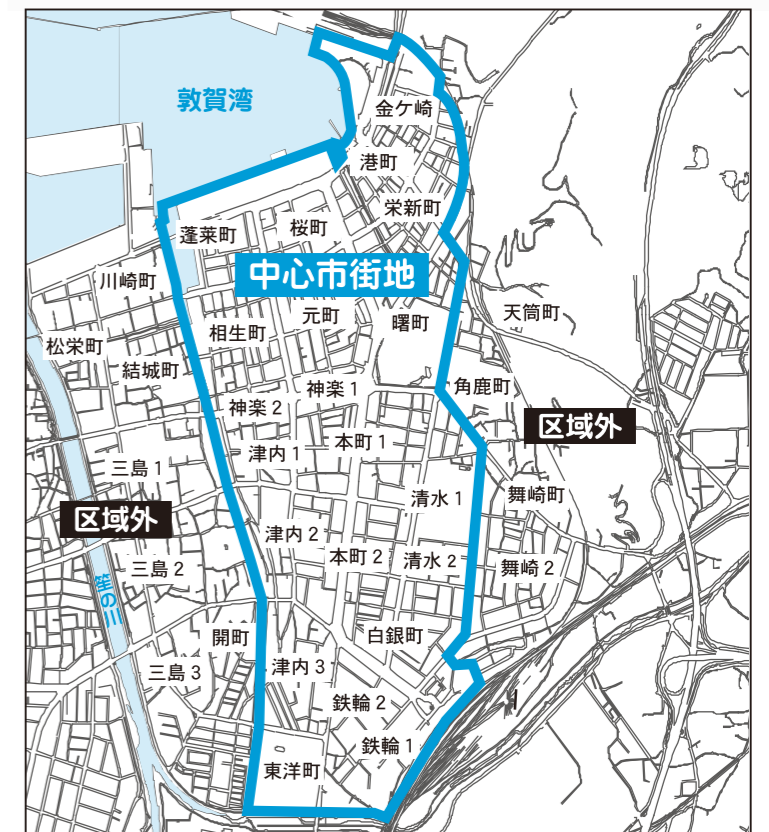 敦賀湾
金ケ崎
港町
栄新町
蓬莱町
桜町
中心市街地
川崎町
天筒町
元町
曙町
相生町
松栄町
結城町
神楽 1
角鹿町
神楽 2
区域外
本町 1
津内 1
三島 1
清水 1
舞崎町
区域外
津内 2
本町 2
清水 2
三島 2
舞崎 2
笙の川
開町
白銀町
津内 3
三島 3
鉄輪 2
鉄輪 1
東洋町